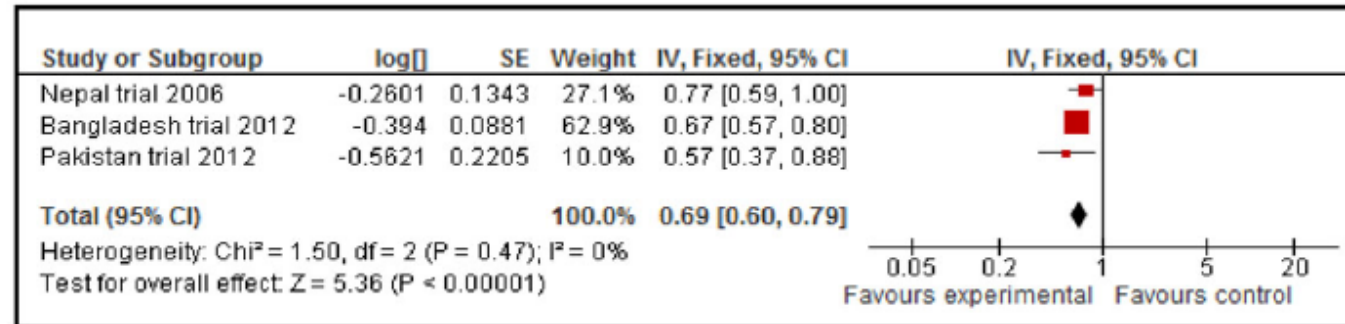 Study or Subgroup log[] SE Weight IV, Fixed, 95% CI IV, Fixed, 95% CI
Nepal trial 2006 -0.2601 0.1343 27.1% 0.77 [0.59, 1.00]
Bangladesh trial 2012 -0.394 0.0881 62.9% 0.67 [0.57, 0.80]
Pakistan trial 2012 -0.5621 0.2205 10.0% 0.57 [0.37, 0.88]
Total (95% CI) 100.0% 0.69 [0.60, 0.79]
Heterogeneity: Chi² = 1.50, df = 2 (P = 0.47); I² = 0%
Test for overall effect: Z = 5.36 (P < 0.00001)
0.05 0.2 1 5 20
Favours experimental Favours control